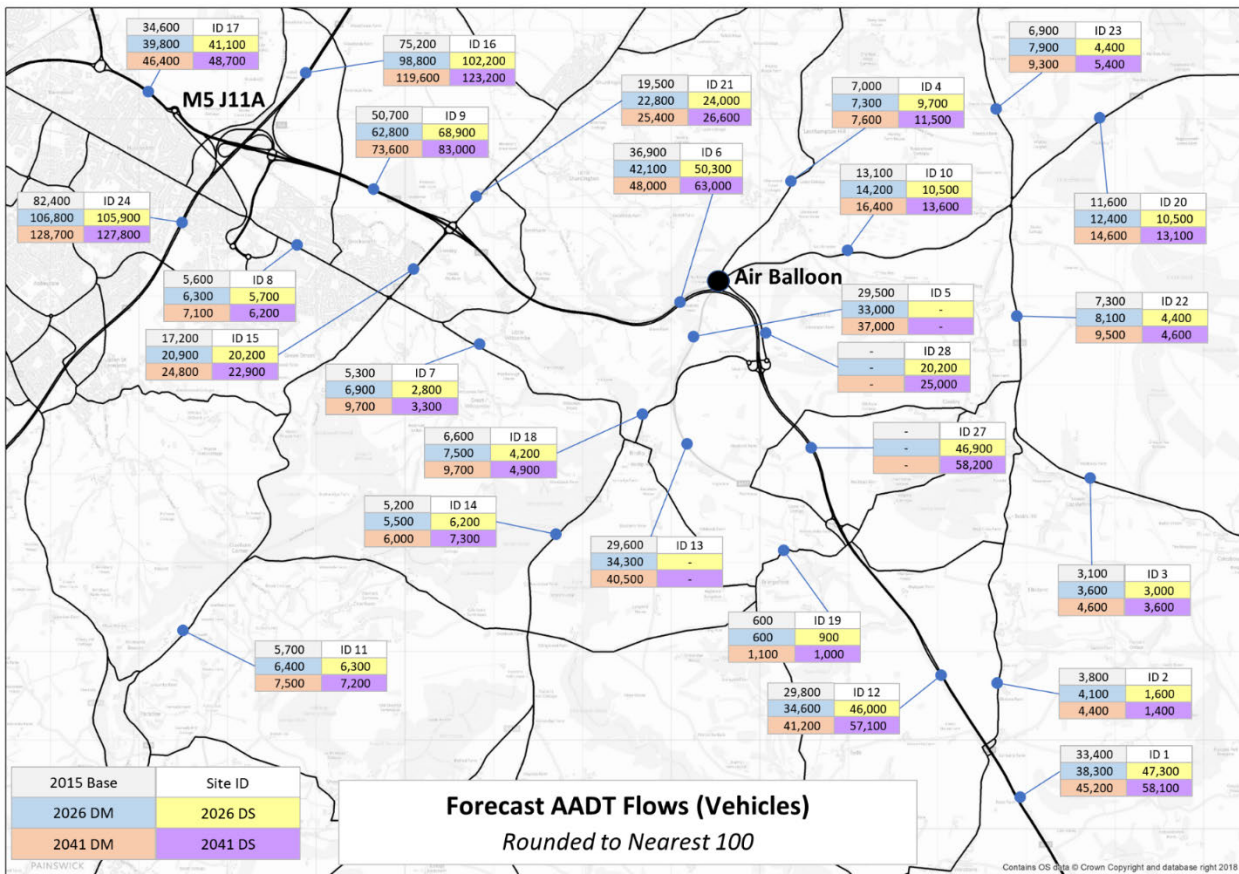 34,600 ID 17
39,800 41,100
46,400 48,700
75,200 ID 16
98,800 102,200
119,600 123,200
6,900 ID 23
7,900 4,400
9,300 5,400
M5 J11A
19,500 ID 21
22,800 24,000
25,400 26,600
7,000 ID 4
7,300 9,700
7,600 11,500
50,700 ID 9
62,800 68,900
73,600 83,000
36,900 ID 6
42,100 50,300
48,000 63,000
13,100 ID 10
14,200 10,500
16,400 13,600
82,400 ID 24
106,800 105,900
128,700 127,800
11,600 ID 20
12,400 10,500
14,600 13,100
5,600 ID 8
6,300 5,700
7,100 6,200
Air Balloon
29,500 ID 5
33,000 -
37,000 -
7,300 ID 22
8,100 4,400
9,500 4,600
17,200 ID 15
20,900 20,200
24,800 22,900
- ID 28
- 20,200
- 25,000
5,300 ID 7
6,900 2,800
9,700 3,300
6,600 ID 18
7,500 4,200
9,700 4,900
- ID 27
- 46,900
- 58,200
5,200 ID 14
5,500 6,200
6,000 7,300
29,600 ID 13
34,300 -
40,500 -
3,100 ID 3
3,600 3,000
4,600 3,600
600 ID 19
600 900
1,100 1,000
5,700 ID 11
6,400 6,300
7,500 7,200
3,800 ID 2
4,100 1,600
4,400 1,400
29,800 ID 12
34,600 46,000
41,200 57,100
33,400 ID 1
38,300 47,300
45,200 58,100
2015 Base Site ID
2026 DM 2026 DS
2041 DM 2041 DS
Forecast AADT Flows (Vehicles)
Rounded to Nearest 100
PAINSWICK
Contains OS data © Crown Copyright and database right 2018